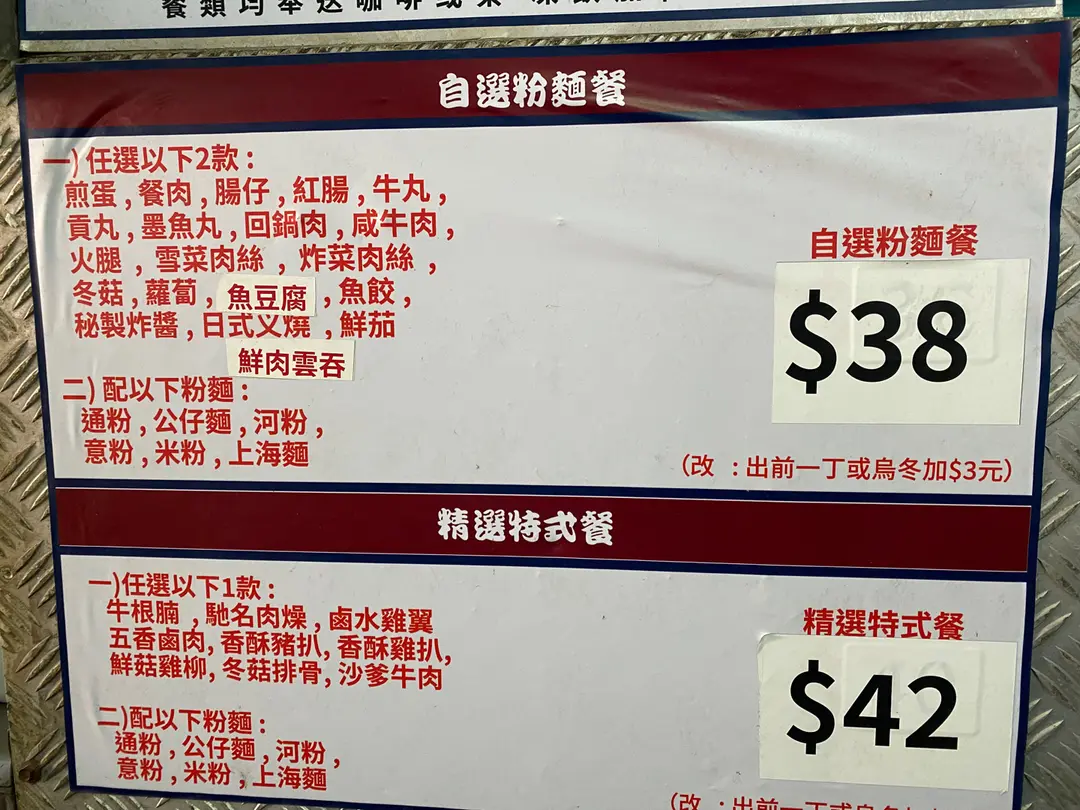 自選粉麵餐
一) 任選以下2款 :
煎蛋 , 餐肉 , 腸仔 , 紅腸 , 牛丸 ,
貢丸 , 墨魚丸 , 回鍋肉 , 咸牛肉 ,
火腿 , 雪菜肉絲 , 炸菜肉絲 ,
冬菇 , 蘿蔔 , 魚豆腐 , 魚餃 ,
秘製炸醬 , 日式叉燒 , 鮮茄
鮮肉雲吞
二) 配以下粉麵 :
通粉 , 公仔麵 , 河粉 ,
意粉 , 米粉 , 上海麵
自選粉麵餐
$38
(改 : 出前一丁或烏冬加$3元)
精選特式餐
一)任選以下1款 :
牛根腩 , 馳名肉燥 , 鹵水雞翼
五香鹵肉, 香酥豬扒, 香酥雞扒,
鮮菇雞柳, 冬菇排骨, 沙爹牛肉
二)配以下粉麵 :
通粉 , 公仔麵 , 河粉 ,
意粉 , 米粉 , 上海麵
精選特式餐
$42